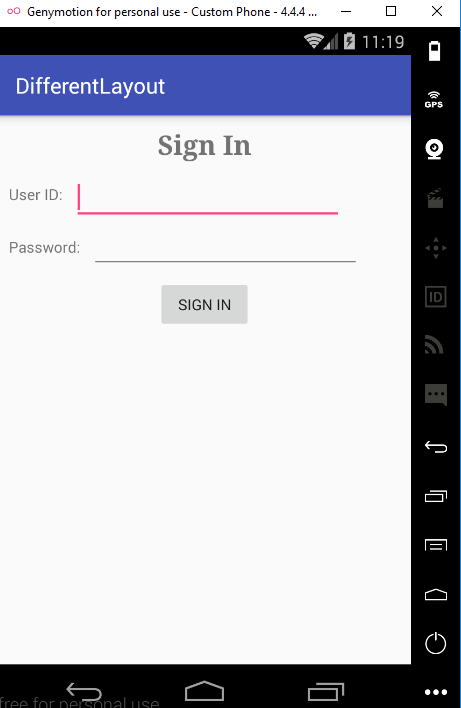 Genymotion for personal use - Custom Phone - 4.4.4 ...
11:19
GPS
DifferentLayout
Sign In
User ID:
Password:
SIGN IN
ID
free for personal use